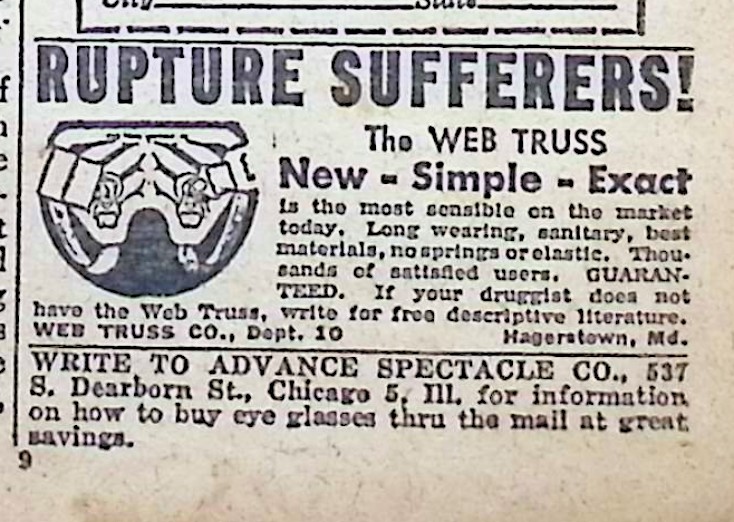 City State
RUPTURE SUFFERERS!
The WEB TRUSS
New - Simple - Exact
is the most sensible on the market
today. Long wearing, sanitary, best
materials, no springs or elastic. Thou-
sands of satisfied users. GUARAN-
TEED. If your druggist does not
have the Web Truss, write for free descriptive literature.
WEB TRUSS CO., Dept. 10 Hagerstown, Md.
WRITE TO ADVANCE SPECTACLE CO., 537
S. Dearborn St., Chicago 5, Ill. for information
on how to buy eye glasses thru the mail at great
savings.
9